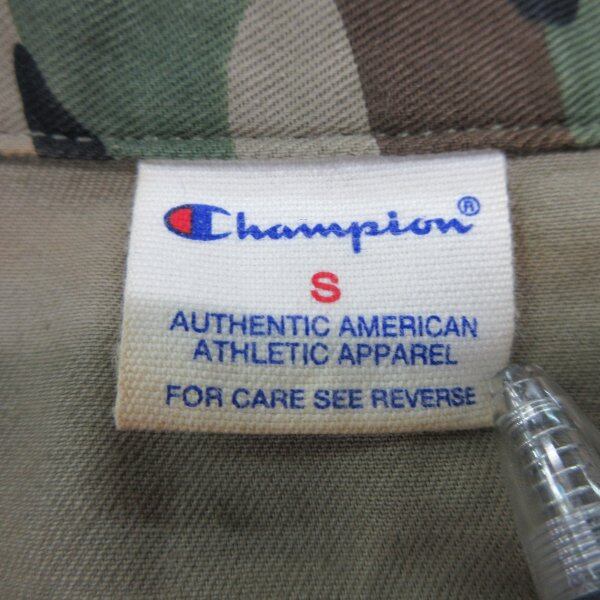 Champion®
S
AUTHENTIC AMERICAN
ATHLETIC APPAREL
FOR CARE SEE REVERSE